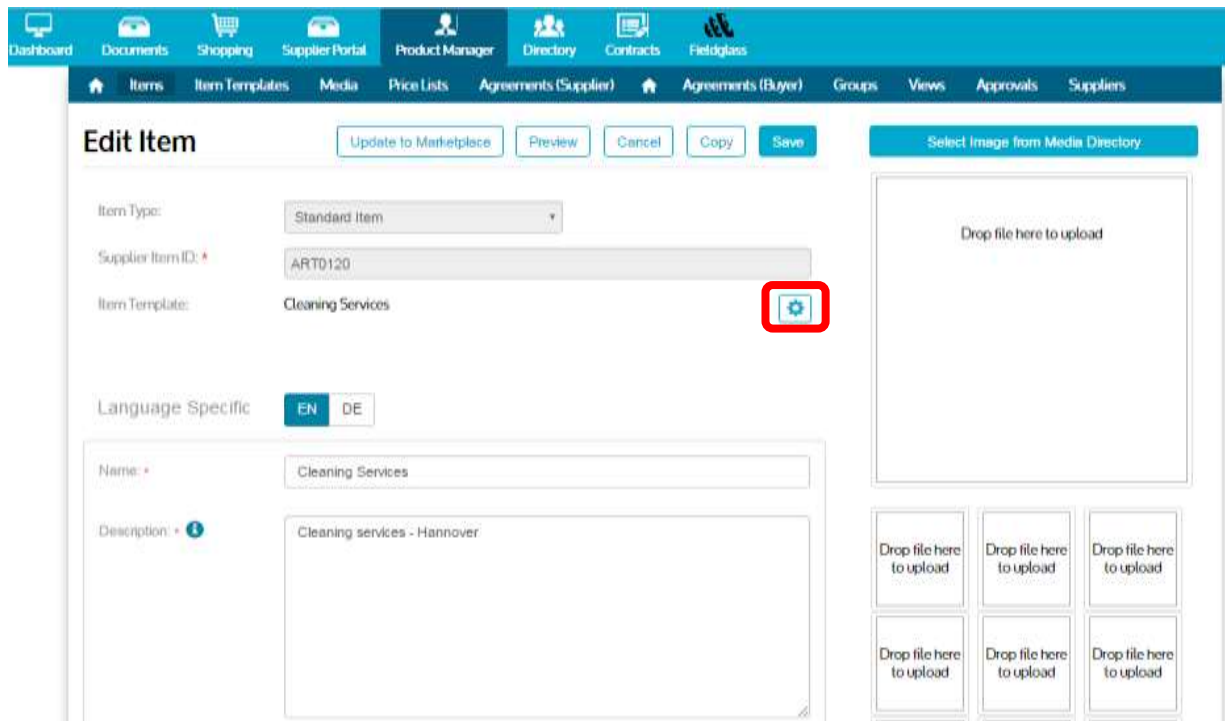 Dashboard Documents Shopping Supplier Portal Product Manager Directory Contracts Fieldglass
Items Item Templates Media Price Lists Agreements (Supplier) Agreements (Buyer) Groups Views Approvals Suppliers
Edit Item Update to Marketplace Preview Cancel Copy Save Select Image from Media Directory
Item Type: Standard Item
Drop file here to upload
Supplier Item ID: * ART0120
Item Template: Cleaning Services
Language Specific EN DE
Name: * Cleaning Services
Description: * Cleaning services - Hannover
Drop file here Drop file here Drop file here
to upload to upload to upload
Drop file here Drop file here Drop file here
to upload to upload to upload